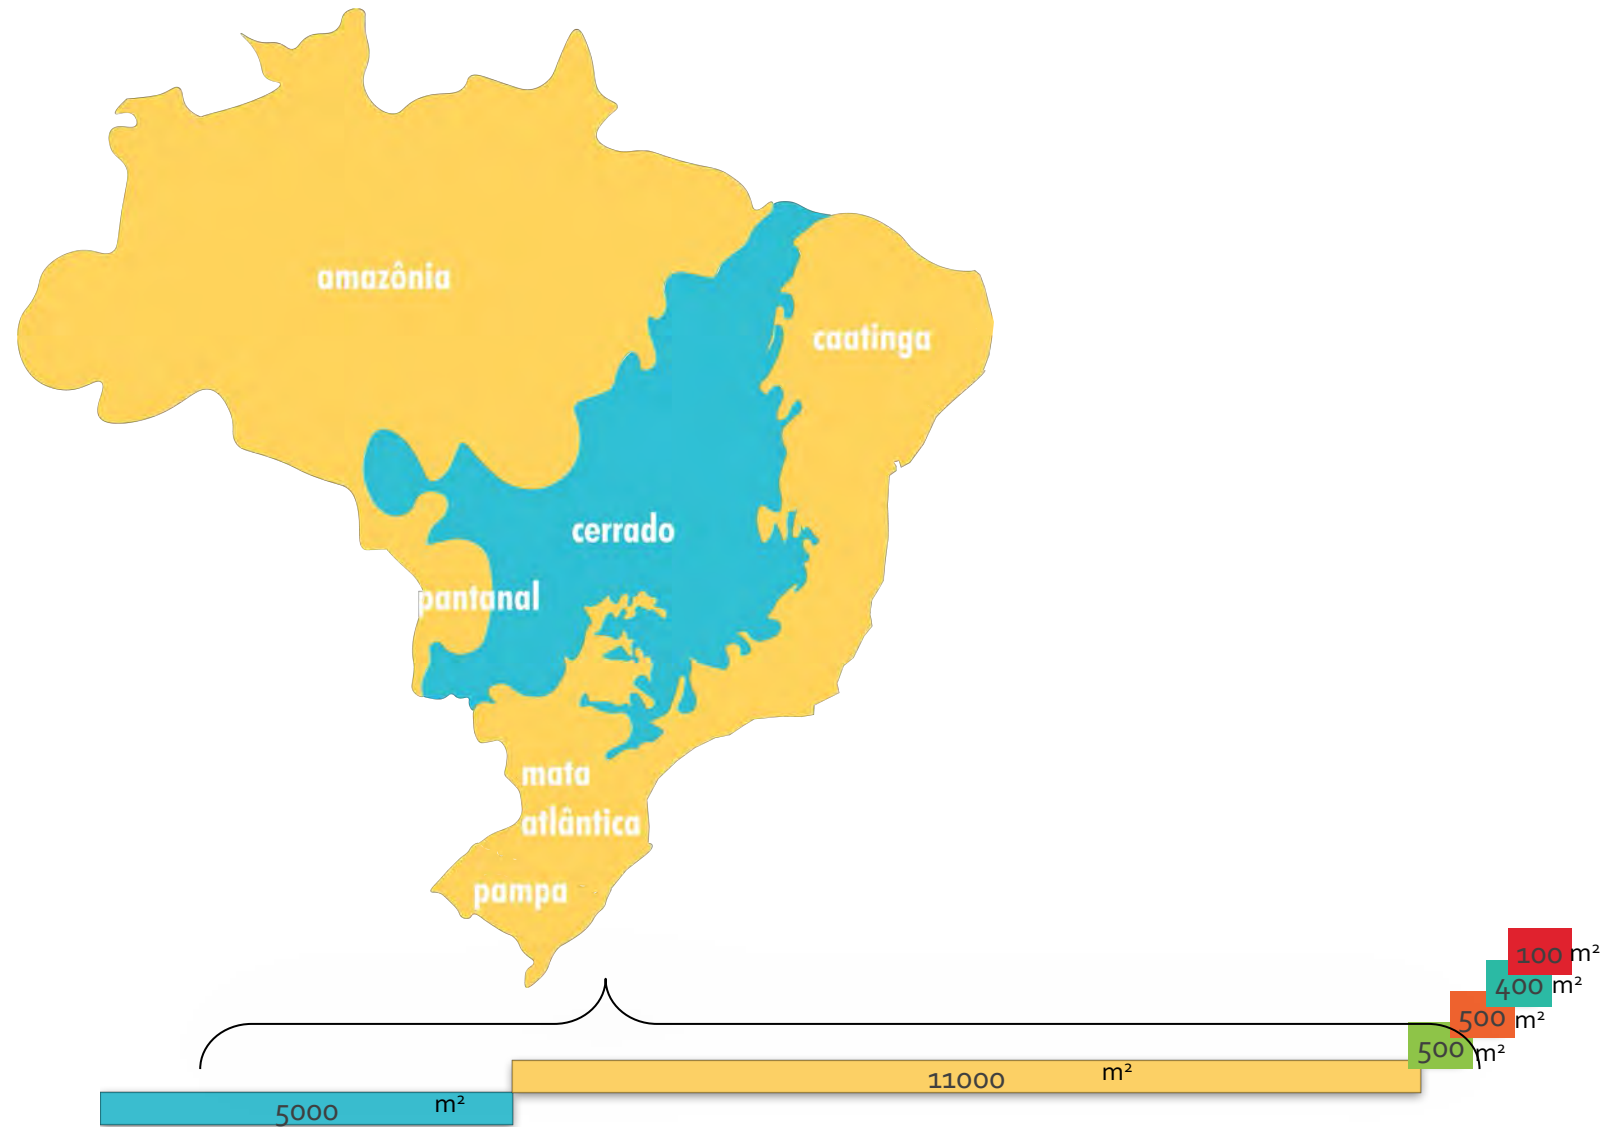 amazônia
caatinga
cerrado
pantanal
mata
atlântica
pampa
100 m²
400 m²
500 m²
500 m²
11000 m²
5000 m²